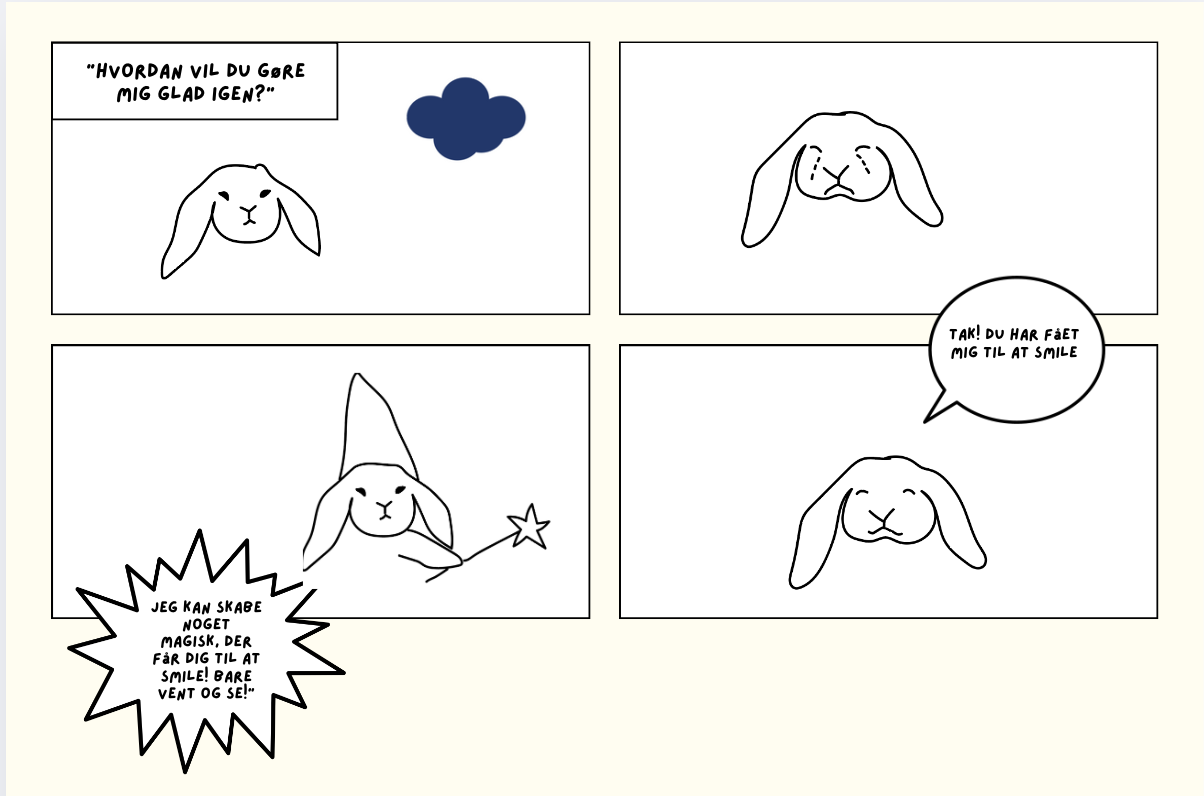 "HVORDAN VIL DU GØRE
MIG GLAD IGEN?"
JEG KAN SKABE
NOGET
MAGISK, DER
FÅR DIG TIL AT
SMILE! BARE
VENT OG SE!"
TAK! DU HAR FÅET
MIG TIL AT SMILE